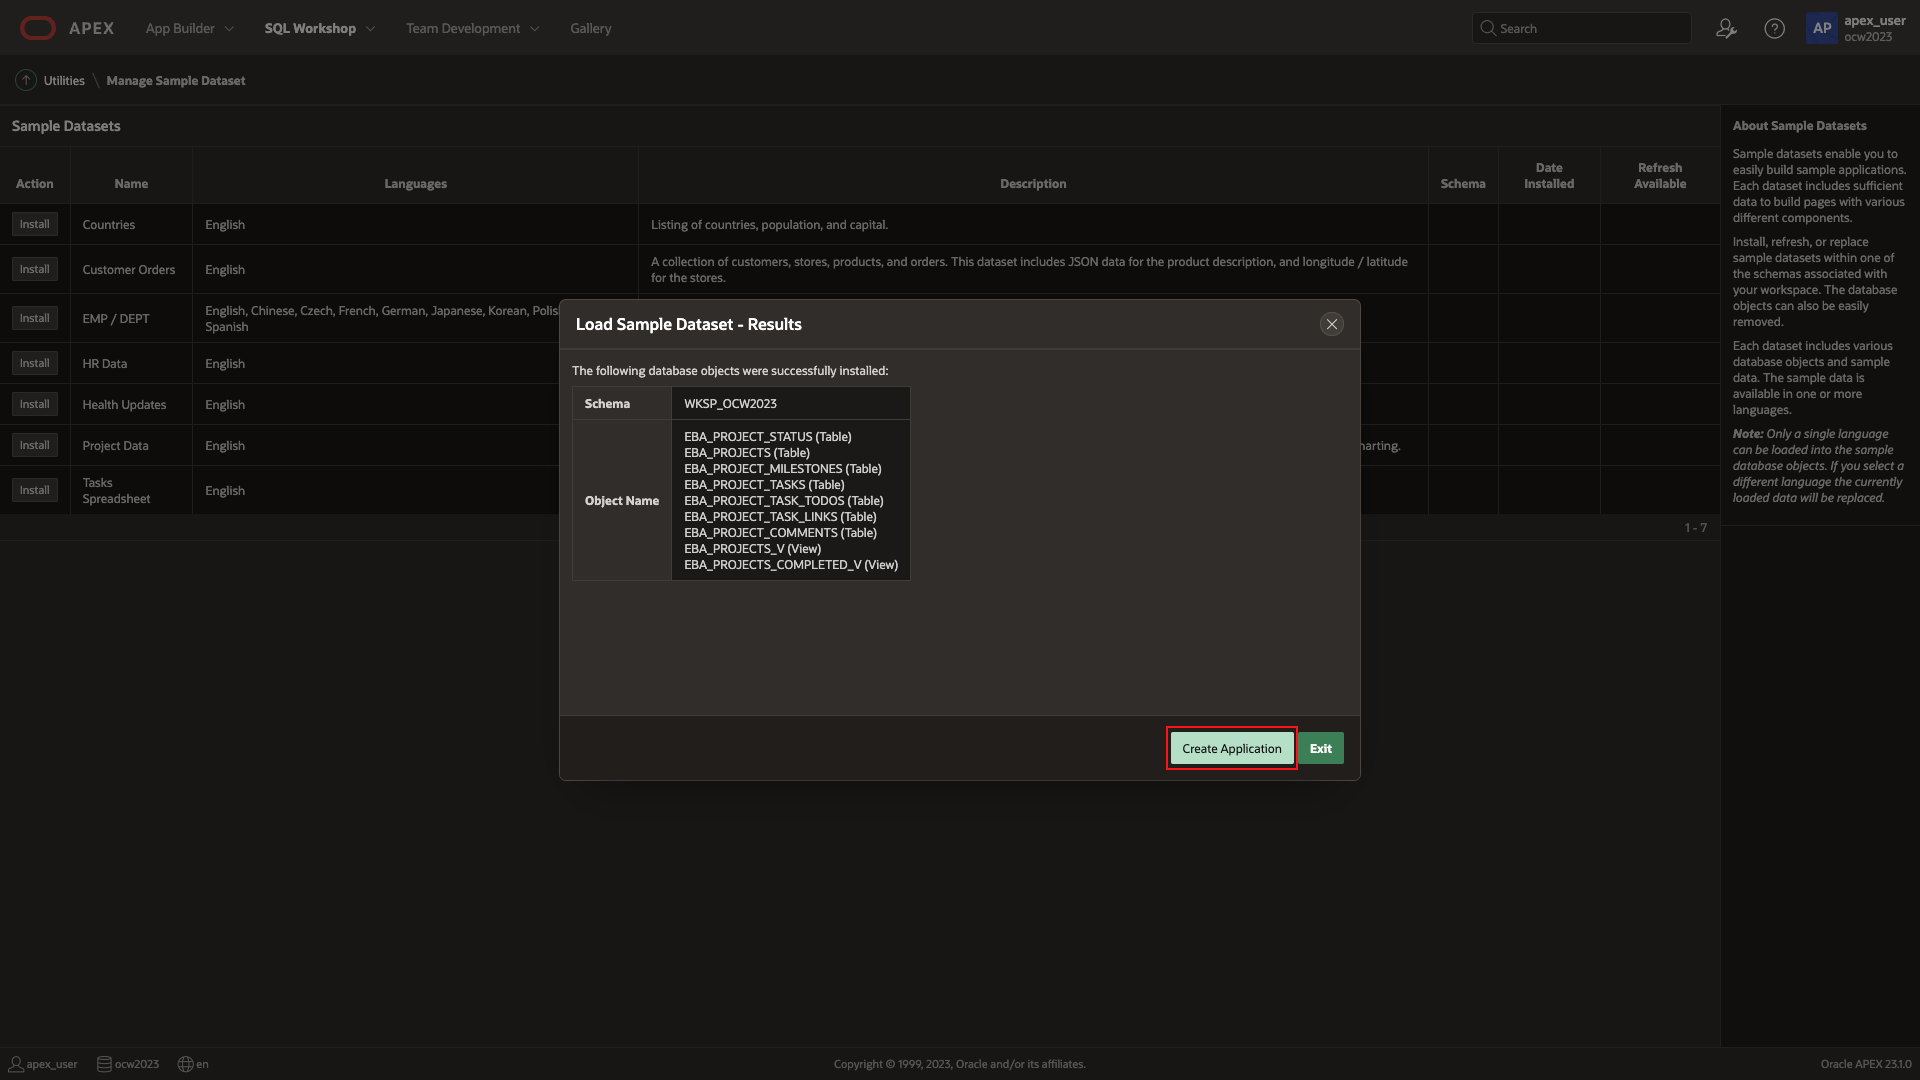 APEX
App Builder
SQL Workshop
Team Development
Gallery
Search
AP
apex_user
ocw2023
Utilities \ Manage Sample Dataset
Sample Datasets
Action
Name
Languages
Description
Schema
Date
Installed
Refresh
Available
Install
Countries
English
Listing of countries, population, and capital.
Install
Customer Orders
English
A collection of customers, stores, products, and orders. This dataset includes JSON data for the product description, and longitude / latitude
for the stores.
Install
EMP / DEPT
English, Chinese, Czech, French, German, Japanese, Korean, Polis
Spanish
Install
HR Data
English
Install
Health Updates
English
Install
Project Data
English
harting.
Install
Tasks
Spreadsheet
English
1 - 7
About Sample Datasets
Sample datasets enable you to
easily build sample applications.
Each dataset includes sufficient
data to build pages with various
different components.
Install, refresh, or replace
sample datasets within one of
the schemas associated with
your workspace. The database
objects can also be easily
removed.
Each dataset includes various
database objects and sample
data. The sample data is
available in one or more
languages.
Note: Only a single language
can be loaded into the sample
database objects. If you select a
different language the currently
loaded data will be replaced.
Load Sample Dataset - Results
The following database objects were successfully installed:
Schema
WKSP_OCW2023
Object Name
EBA_PROJECT_STATUS (Table)
EBA_PROJECTS (Table)
EBA_PROJECT_MILESTONES (Table)
EBA_PROJECT_TASKS (Table)
EBA_PROJECT_TASK_TODOS (Table)
EBA_PROJECT_TASK_LINKS (Table)
EBA_PROJECT_COMMENTS (Table)
EBA_PROJECTS_V (View)
EBA_PROJECTS_COMPLETED_V (View)
Create Application
Exit
apex_user
ocw2023
en
Copyright © 1999, 2023, Oracle and/or its affiliates.
Oracle APEX 23.1.0